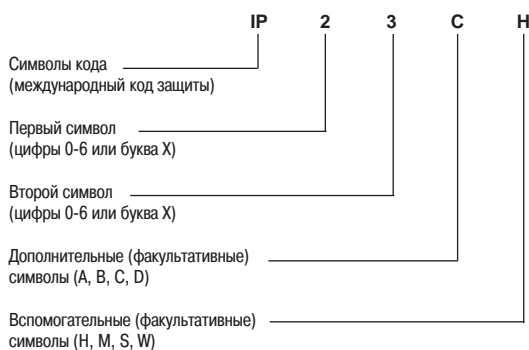 IP 2 3 C H
Символы кода
(международный код защиты)
Первый символ
(цифры 0-6 или буква X)
Второй символ
(цифры 0-6 или буква X)
Дополнительные (факультативные)
символы (A, B, C, D)
Вспомогательные (факультативные)
символы (H, M, S, W)